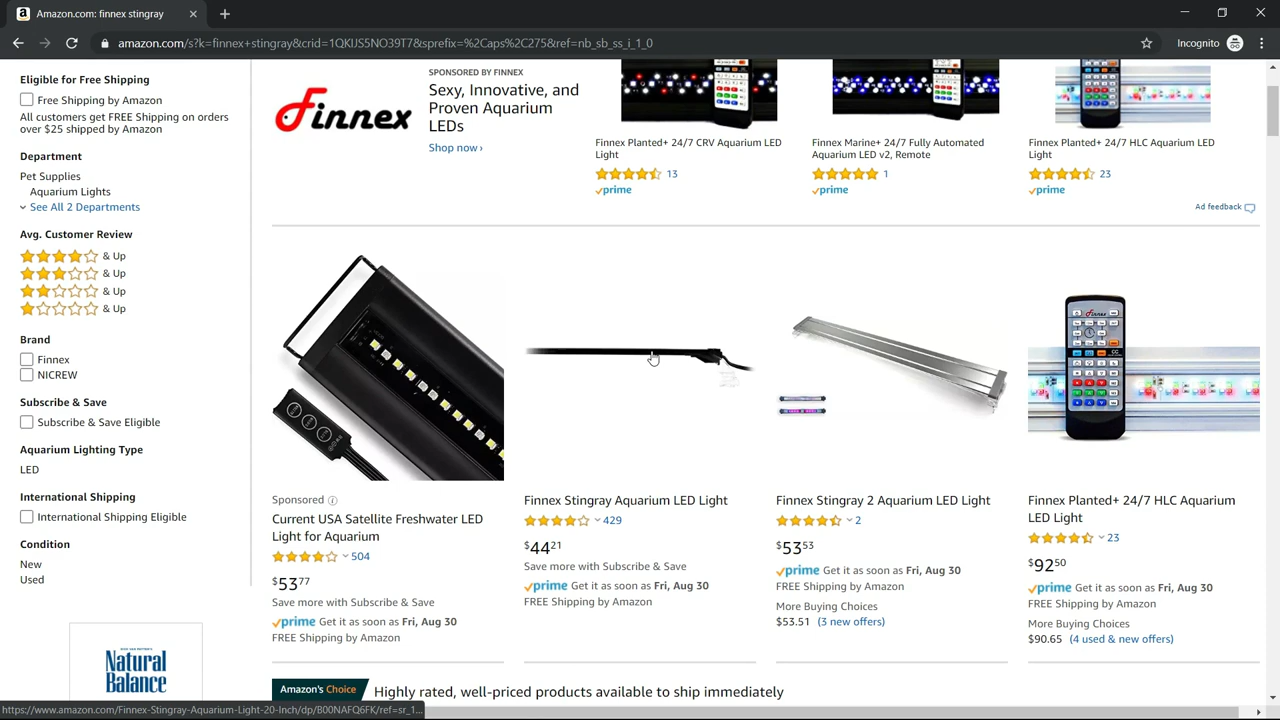 Amazon.com: finnex stingray
amazon.com/s?k=finnex+stingray&crid=1QKIJS5NO39T7&sprefix=%2Caps%2C275&ref=nb_sb_ss_i_1_0
Incognito
Eligible for Free Shipping
Free Shipping by Amazon
All customers get FREE Shipping on orders
over $25 shipped by Amazon
Department
Pet Supplies
Aquarium Lights
See All 2 Departments
Avg. Customer Review
& Up
& Up
& Up
& Up
Brand
Finnex
NICREW
Subscribe & Save
Subscribe & Save Eligible
Aquarium Lighting Type
LED
International Shipping
International Shipping Eligible
Condition
New
Used
Natural
Balance
Finnex
SPONSORED BY FINNEX
Sexy, Innovative, and
Proven Aquarium
LEDs
Shop now ›
Finnex Planted+ 24/7 CRV Aquarium LED
Light
13
prime
Finnex Marine+ 24/7 Fully Automated
Aquarium LED v2, Remote
1
prime
Finnex Planted+ 24/7 HLC Aquarium LED
Light
23
prime
Ad feedback
Sponsored
Current USA Satellite Freshwater LED
Light for Aquarium
504
$53 77
Save more with Subscribe & Save
prime Get it as soon as Fri, Aug 30
FREE Shipping by Amazon
Finnex Stingray Aquarium LED Light
429
$44 21
Save more with Subscribe & Save
prime Get it as soon as Fri, Aug 30
FREE Shipping by Amazon
Finnex Stingray 2 Aquarium LED Light
2
$53 53
prime Get it as soon as Fri, Aug 30
FREE Shipping by Amazon
More Buying Choices
$53.51 (3 new offers)
Finnex
Finnex Planted+ 24/7 HLC Aquarium
LED Light
23
$92 50
prime Get it as soon as Fri, Aug 30
FREE Shipping by Amazon
More Buying Choices
$90.65 (4 used & new offers)
Amazon's Choice Highly rated, well-priced products available to ship immediately
https://www.amazon.com/Finnex-Stingray-Aquarium-Light-20-Inch/dp/B00NAFQ6FK/ref=sr_1...